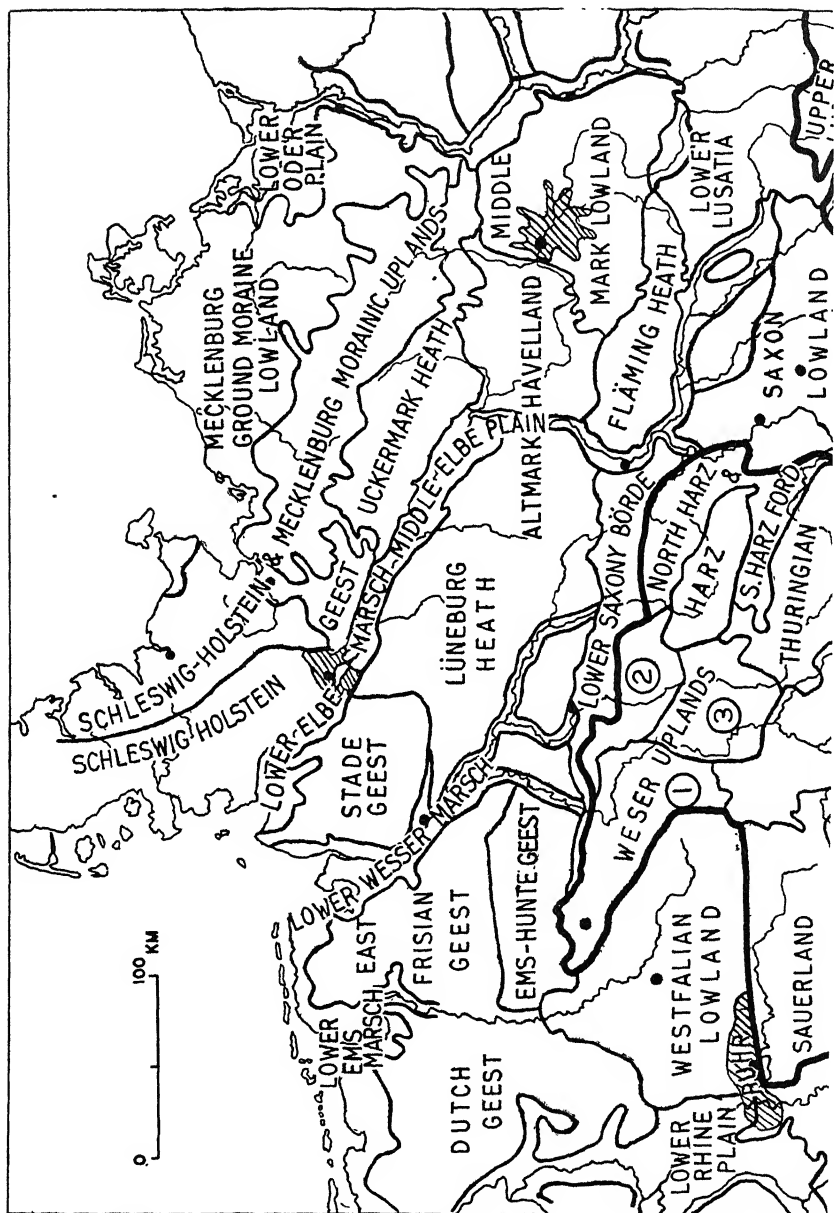 0 100 KM
SCHLESWIG-HOLSTEIN, & MECKLENBURG MORAINIC UPLANDS
SCHLESWIG-HOLSTEIN
MECKLENBURG
GROUND MORAINE
LOWLAND
LOWER
ODER
PLAIN
GEEST
UCKERMARK HEATH
LOWER-ELBE MARSCH-MIDDLE-ELBE PLAIN
STADE
GEEST
LÜNEBURG
HEATH
ALTMARK HAVELLAND
MIDDLE
MARK LOWLAND
LOWER WESSER MARSCH
EAST
FRISIAN
GEEST
LOWER
EMS
MARSCH
DUTCH
GEEST
EMS-HUNTE GEEST
LOWER SAXONY BÖRDE
FLÄMING HEATH
LOWER
LUSATIA
WESER UPLANDS
1
2
3
NORTH HARZ &
HARZ
S. HARZ FORD
THURINGIAN
SAXON
LOWLAND
UPPER
WESTFALIAN
LOWLAND
LOWER
RHINE
PLAIN
RUHR
SAUERLAND